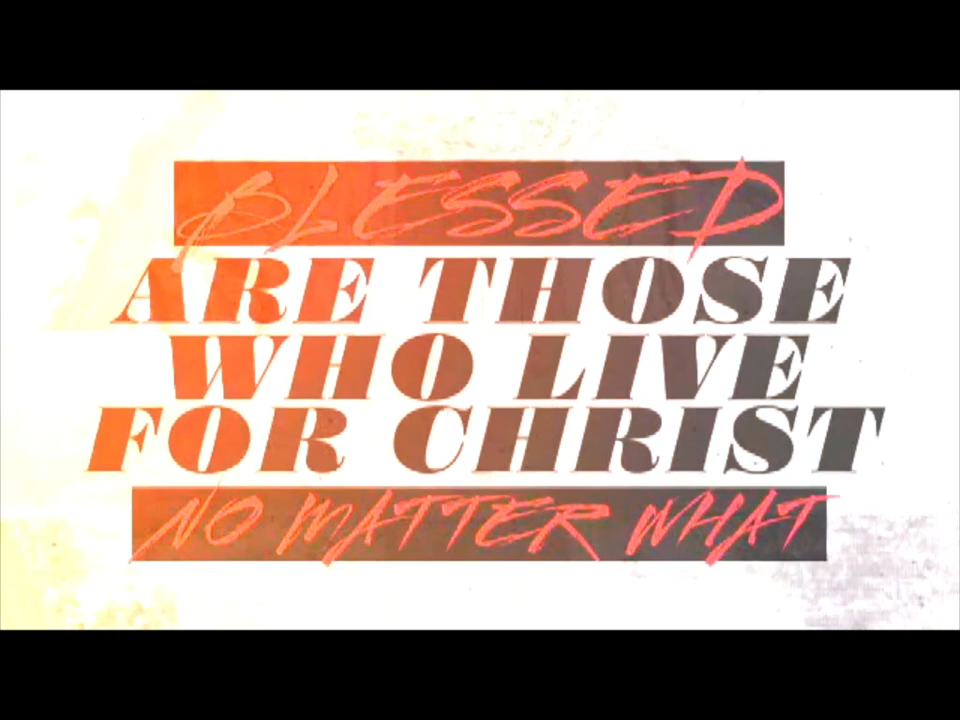 BLESSED
ARE THOSE
WHO LIVE
FOR CHRIST
NO MATTER WHAT